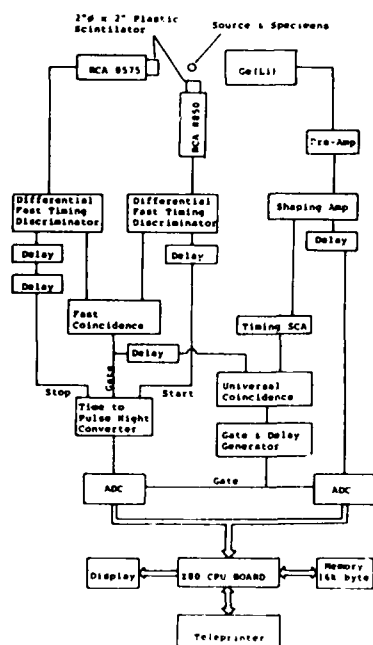 2"ø x 2" Plastic
Scintilator
Source & Specimens
RCA 8575
RCA 8850
Ge(Li)
Pre-Amp
Differential
Fast Timing
Discriminator
Differential
Fast Timing
Discriminator
Shaping Amp
Delay
Delay
Delay
Delay
Fast
Coincidence
Timing SCA
Delay
Gate
Stop
Start
Universal
Coincidence
Time to
Pulse Hight
Converter
Gate & Delay
Generator
ADC
Gate
ADC
Display
Z80 CPU BOARD
Memory
16k byte
Teleprinter